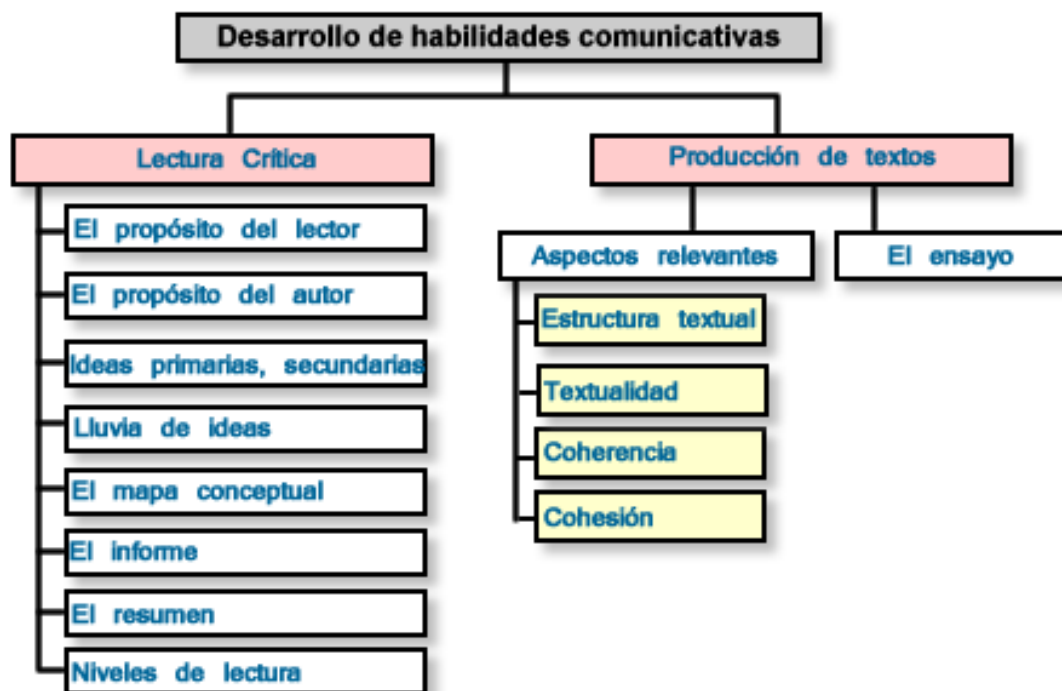 Desarrollo de habilidades comunicativas
Lectura Crítica
El propósito del lector
El propósito del autor
Ideas primarias, secundarias
Lluvia de ideas
El mapa conceptual
El informe
El resumen
Niveles de lectura
Producción de textos
Aspectos relevantes
Estructura textual
Textualidad
Coherencia
Cohesión
El ensayo